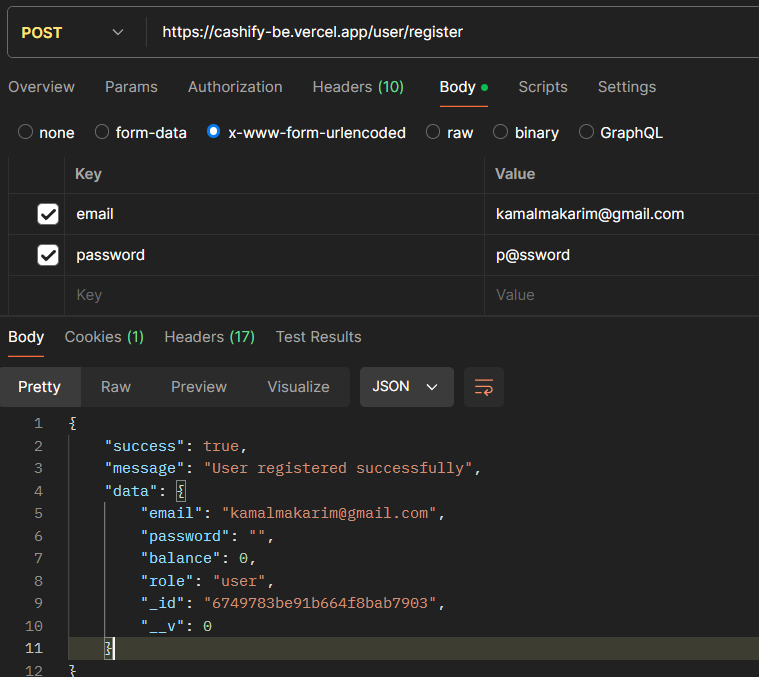 POST https://cashify-be.vercel.app/user/register
Overview Params Authorization Headers (10) Body Scripts Settings
none form-data x-www-form-urlencoded raw binary GraphQL
Key Value
email kamalmakarim@gmail.com
password p@ssword
Key Value
Body Cookies (1) Headers (17) Test Results
Pretty Raw Preview Visualize JSON
1 {
2 "success": true,
3 "message": "User registered successfully",
4 "data": {
5 "email": "kamalmakarim@gmail.com",
6 "password": "",
7 "balance": 0,
8 "role": "user",
9 "_id": "6749783be91b664f8bab7903",
10 "__v": 0
11 }
12 }